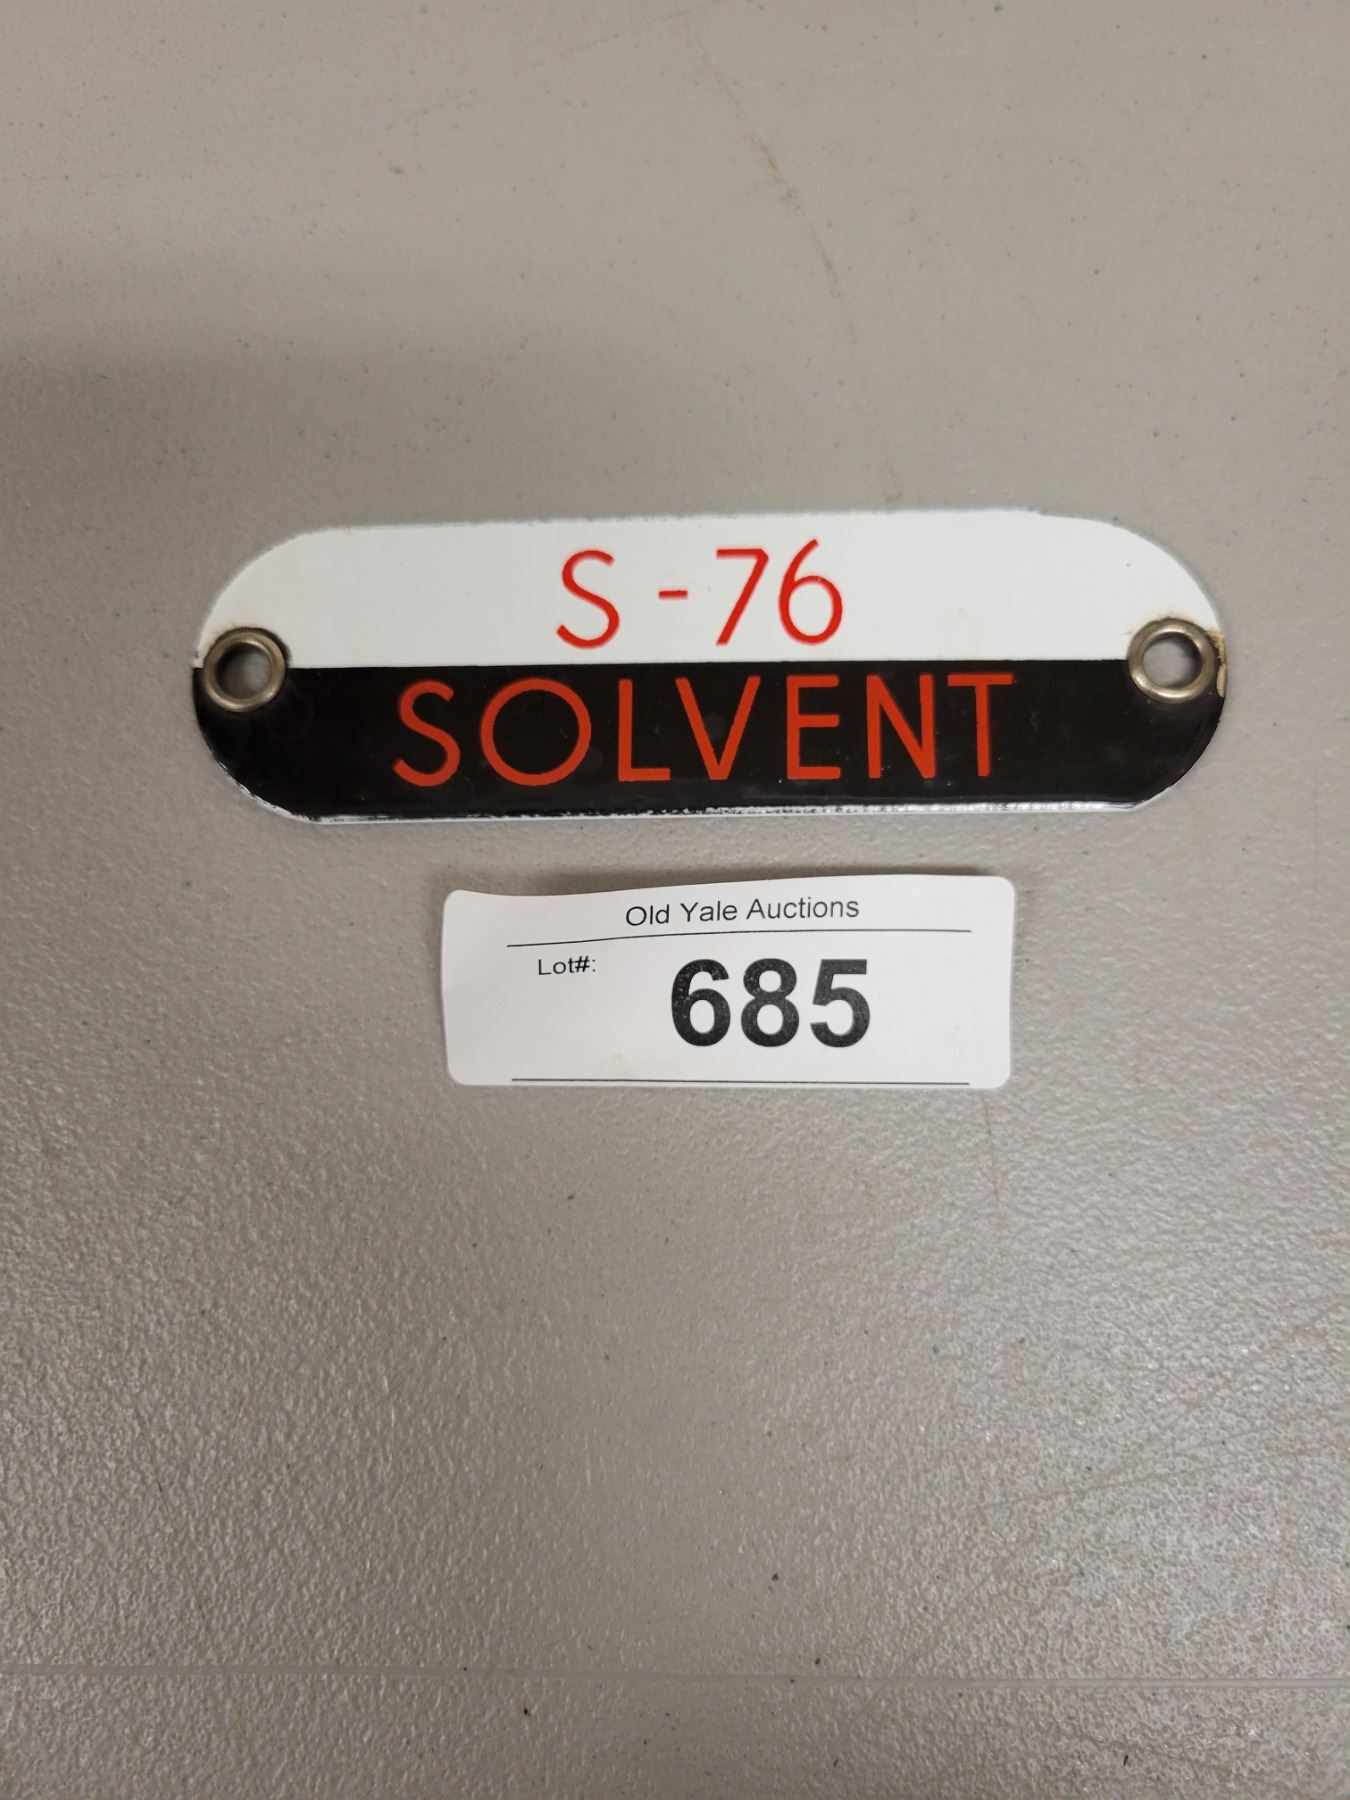 S - 76
SOLVENT
Old Yale Auctions
Lot#:
685